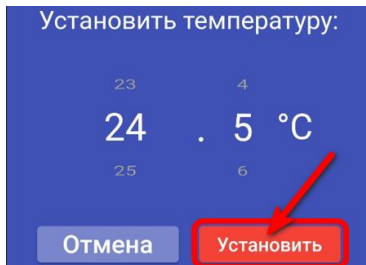 Установить температуру:
23 4
24 . 5 °C
25 6
Отмена Установить